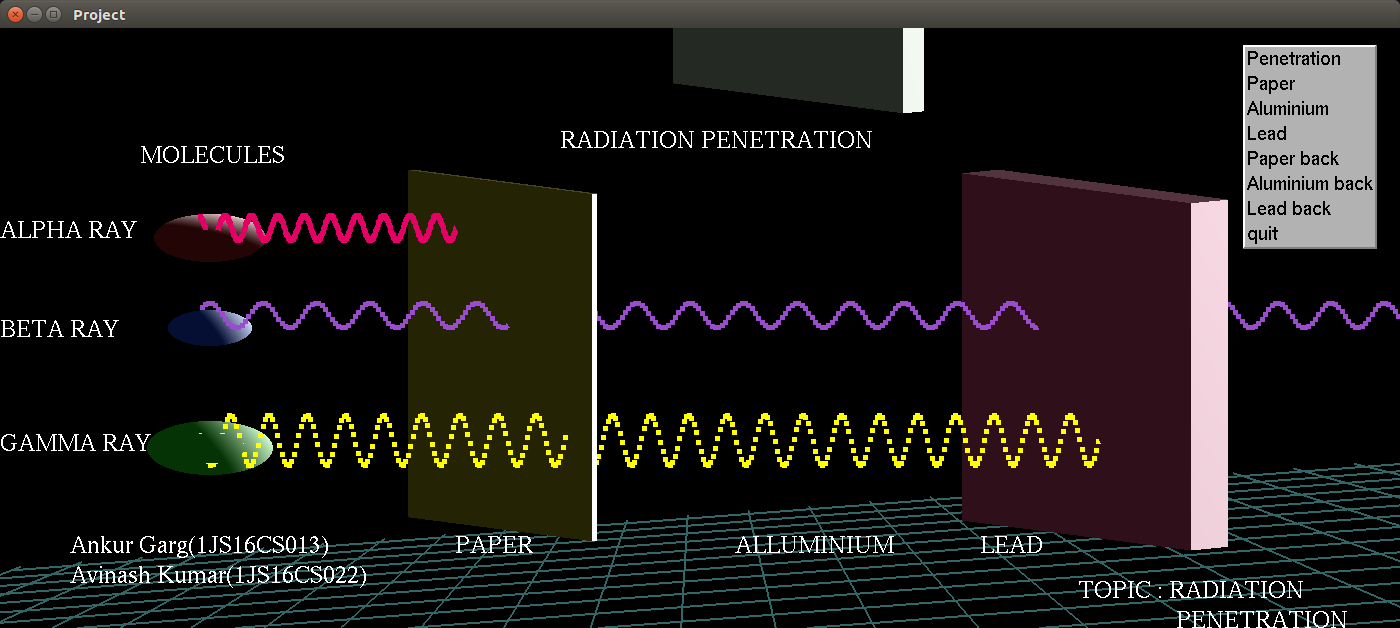 Project
Penetration
Paper
Aluminium
Lead
Paper back
Aluminium back
Lead back
quit
RADIATION PENETRATION
MOLECULES
ALPHA RAY
BETA RAY
GAMMA RAY
PAPER
ALLUMINIUM
LEAD
Ankur Garg(1JS16CS013)
Avinash Kumar(1JS16CS022)
TOPIC : RADIATION
PENETRATION